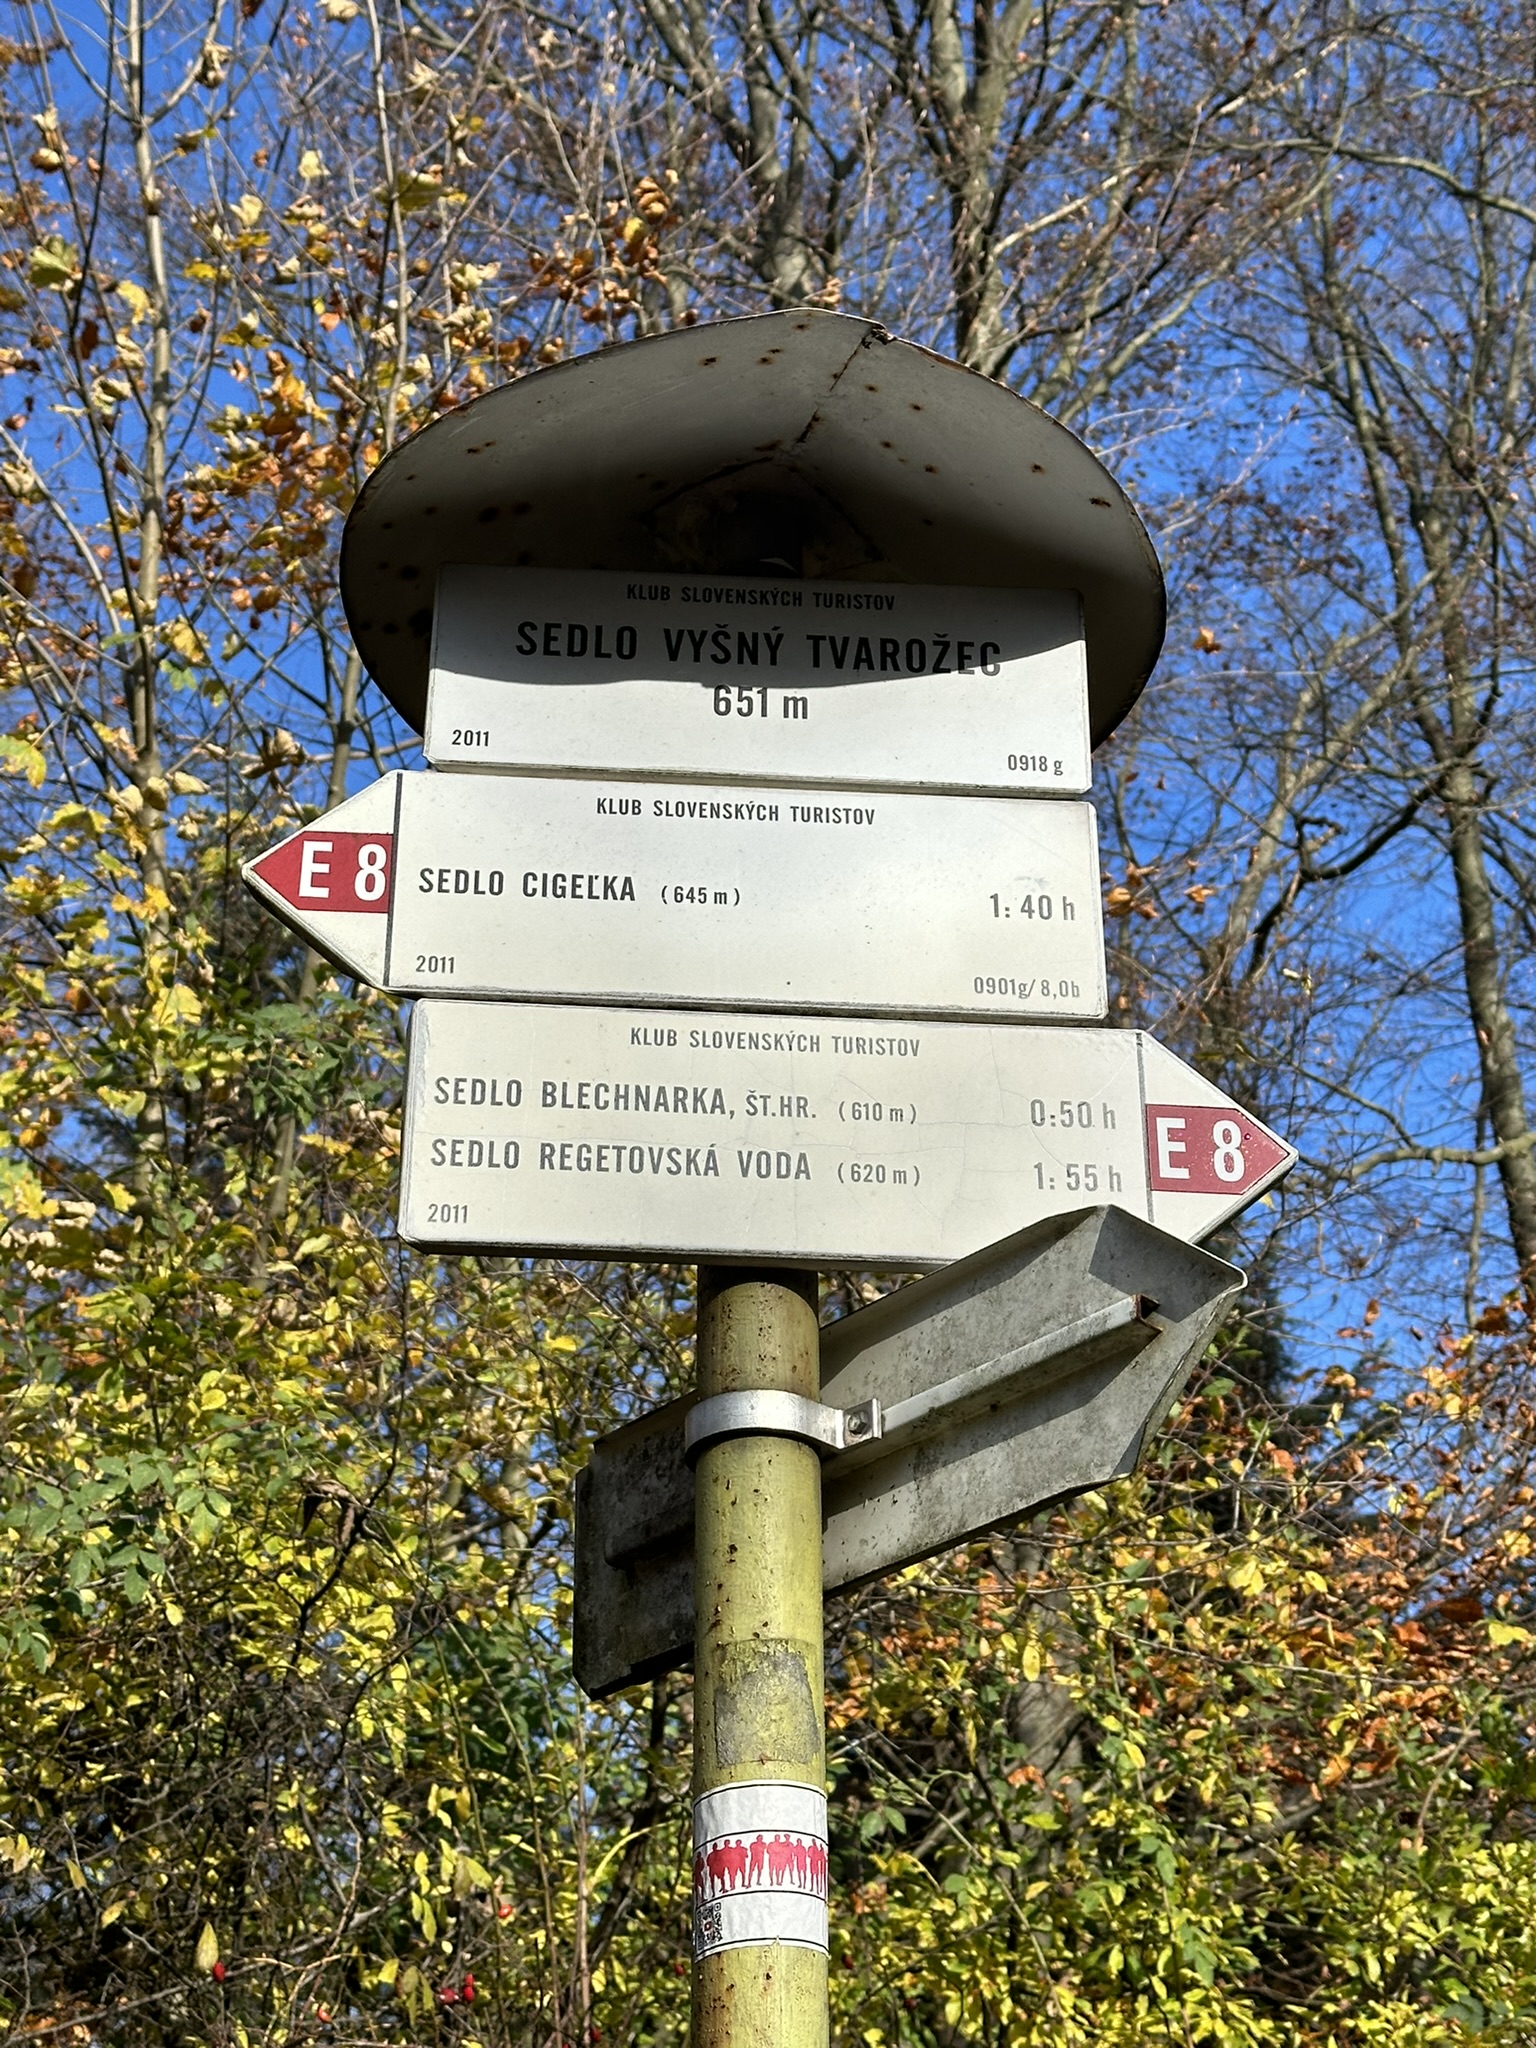 KLUB SLOVENSKÝCH TURISTOV
SEDLO VYŠNÝ TVAROŽEC
651 m
2011 0918 g
KLUB SLOVENSKÝCH TURISTOV
E 8 SEDLO CIGEĽKA (645 m) 1:40 h
2011 0901g/8,0b
KLUB SLOVENSKÝCH TURISTOV
SEDLO BLECHNARKA, ŠT.HR. (610 m) 0:50 h
SEDLO REGETOVSKÁ VODA (620 m) 1:55 h
E 8
2011